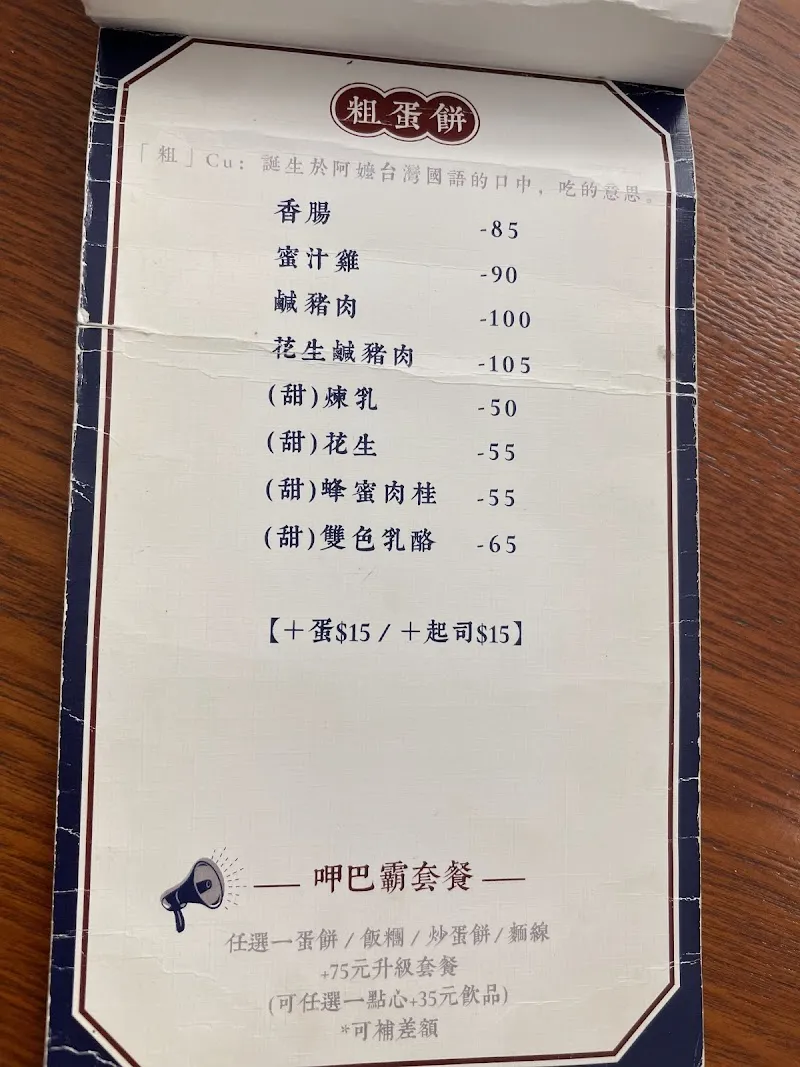 粗蛋餅
「粗」Cu：誕生於阿嬤台灣國語的口中，吃的意思。
香腸 -85
蜜汁雞 -90
鹹豬肉 -100
花生鹹豬肉 -105
(甜)煉乳 -50
(甜)花生 -55
(甜)蜂蜜肉桂 -55
(甜)雙色乳酪 -65
【＋蛋$15 / ＋起司$15】
呷巴霸套餐
任選一蛋餅 / 飯糰 / 炒蛋餅 / 麵線
+75元升級套餐
(可任選一點心+35元飲品)
*可補差額